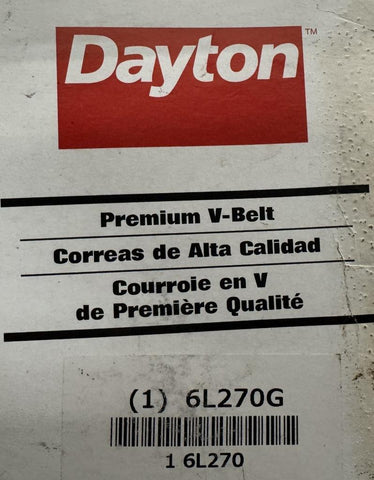 Dayton™
Premium V-Belt
Correas de Alta Calidad
Courroie en V
de Première Qualité
(1) 6L270G
1 6L270